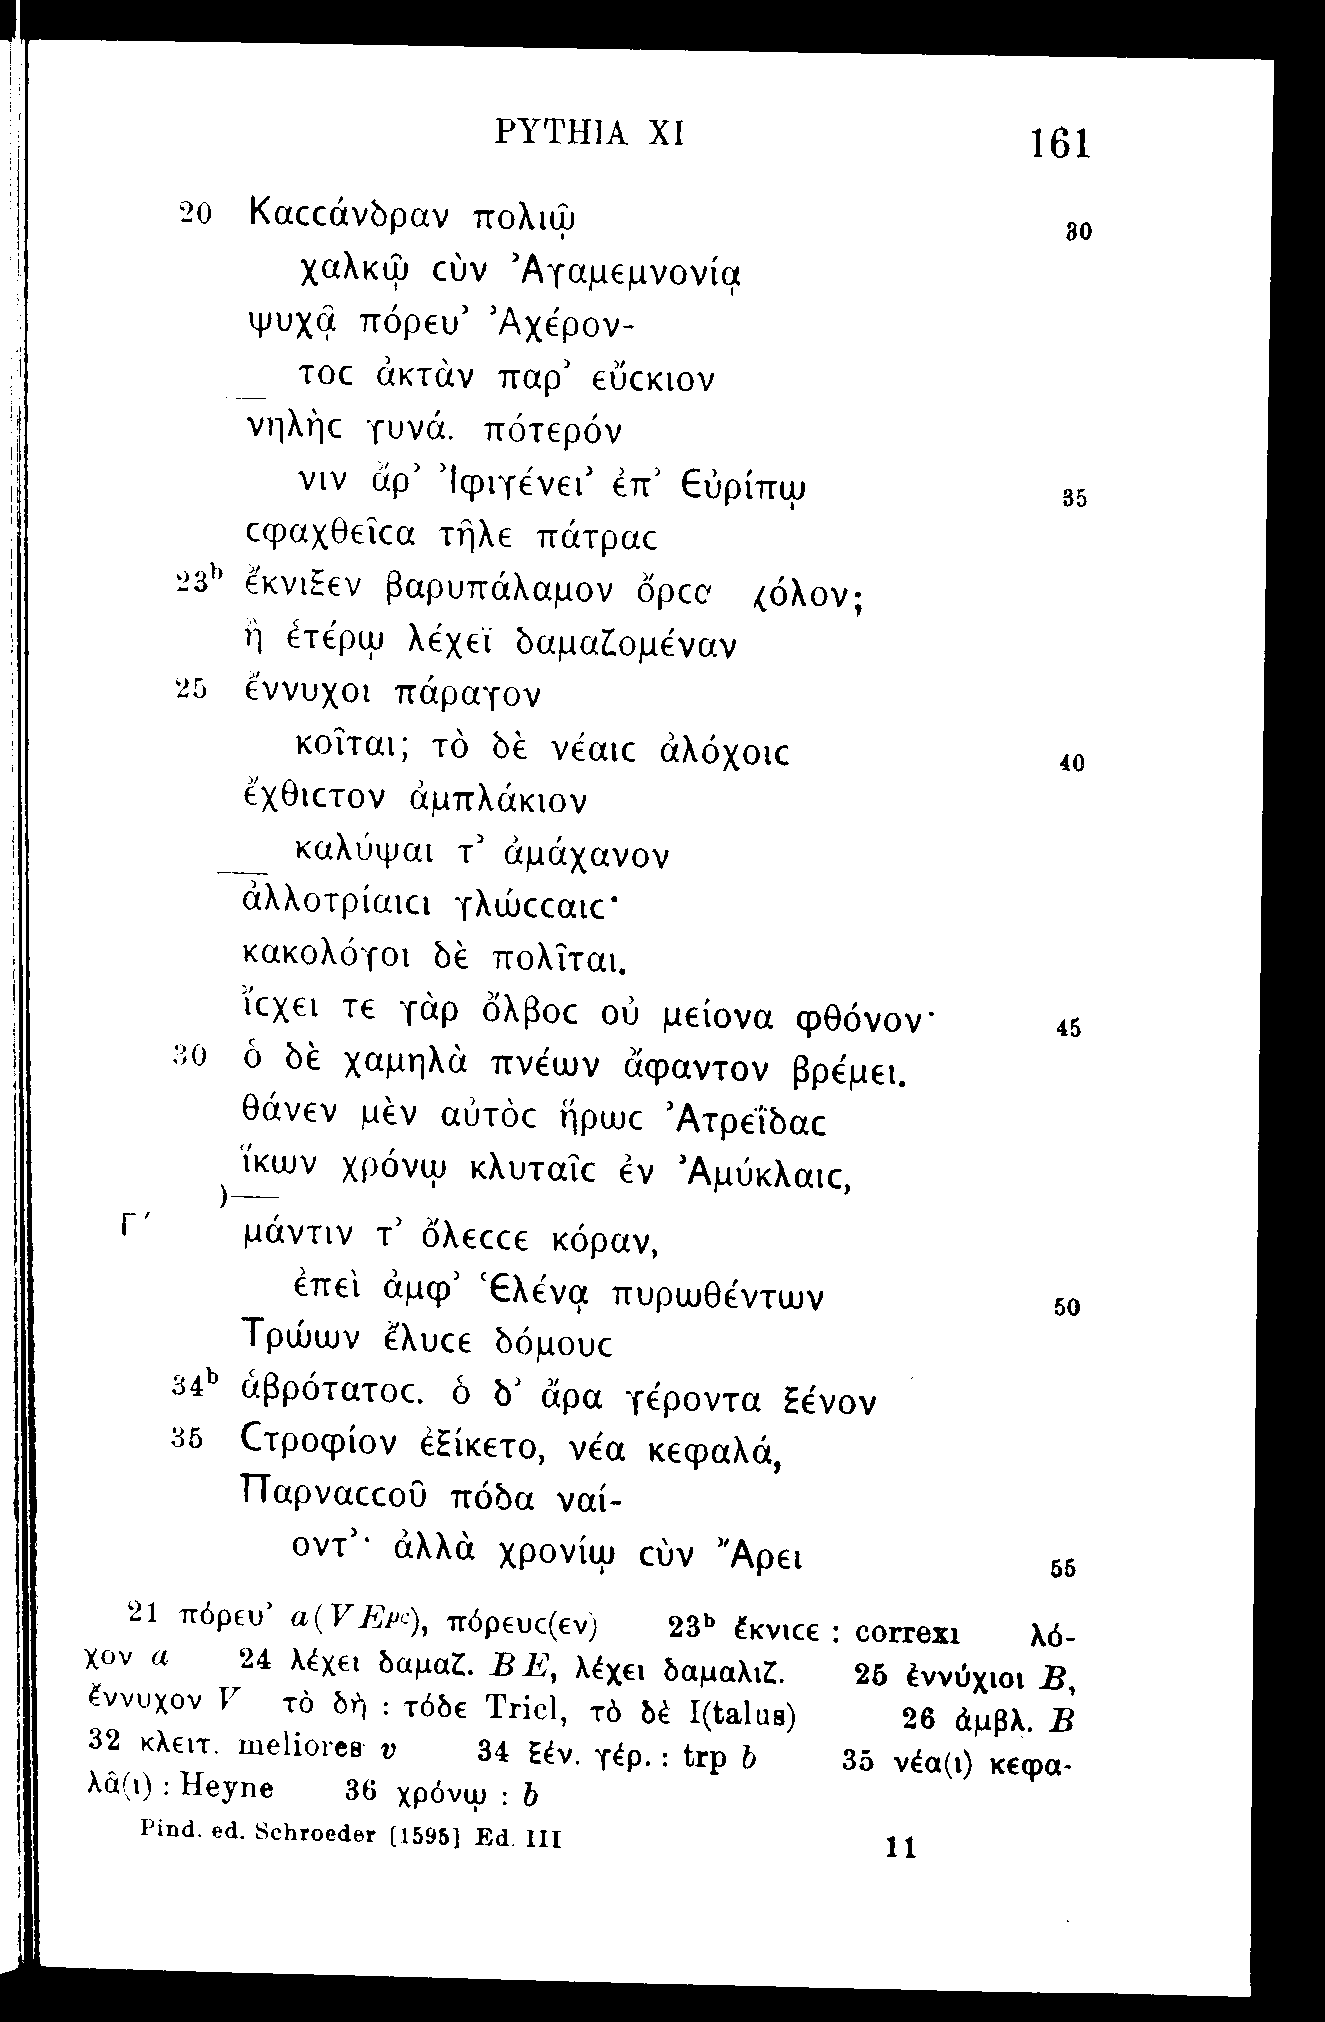 PYTHIA XI 161
20 Καccάνδραν πολιῷ 30
χαλκῷ cὺν Ἀγαμεμνονίᾳ
ψυχᾷ πόρευ' Ἀχέρον-
τοc ἀκτὰν παρ' εὔcκιον
νηλὴc γυνά. πότερόν
νιν ἄρ' Ἰφιγένει' ἐπ' Εὐρίπῳ 35
cφαχθεῖcα τῆλε πάτραc
23ᵇ ἔκνιξεν βαρυπάλαμον ὄρcαι χόλον;
ἢ ἑτέρῳ λέχεϊ δαμαζομέναν
25 ἔννυχοι πάραγον
κοῖται; τὸ δὲ νέαιc ἀλόχοιc 40
ἔχθιcτον ἀμπλάκιον
καλύψαι τ' ἀμάχανον
ἀλλοτρίαιcι γλώccαιc·
κακολόγοι δὲ πολῖται.
ἴcχει τε γὰρ ὄλβοc οὐ μείονα φθόνον· 45
30 ὁ δὲ χαμηλὰ πνέων ἄφαντον βρέμει.
θάνεν μὲν αὐτὸc ἥρωc Ἀτρεΐδαc
ἵκων χρόνῳ κλυταῖc ἐν Ἀμύκλαιc,
Γ′ μάντιν τ' ὄλεccε κόραν,
ἐπεὶ ἀμφ' Ἑλένᾳ πυρωθέντων 50
Τρώων ἔλυcε δόμουc
34ᵇ ἁβρότατοc. ὁ δ' ἄρα γέροντα ξένον
35 Cτροφίον ἐξίκετο, νέα κεφαλά,
Παρναccοῦ πόδα ναί-
οντ'· ἀλλὰ χρονίῳ cὺν Ἄρει 55
21 πόρευ' a(VEᵖᶜ), πόρευc(εν) 23ᵇ ἔκνιcε : correxi λό-
χον a 24 λέχει δαμαζ. BE, λέχει δαμαλιζ. 25 ἐννύχιοι B,
ἔννυχον V τὸ δὴ : τόδε Tricl, τὸ δὲ I(talus) 26 ἀμβλ. B
32 κλειτ. meliores v 34 ξέν. γέρ. : trp b 35 νέα(ι) κεφα-
λᾶ(ι) : Heyne 36 χρόνῳ : b
Pind. ed. Schroeder [1595] Ed. III 11